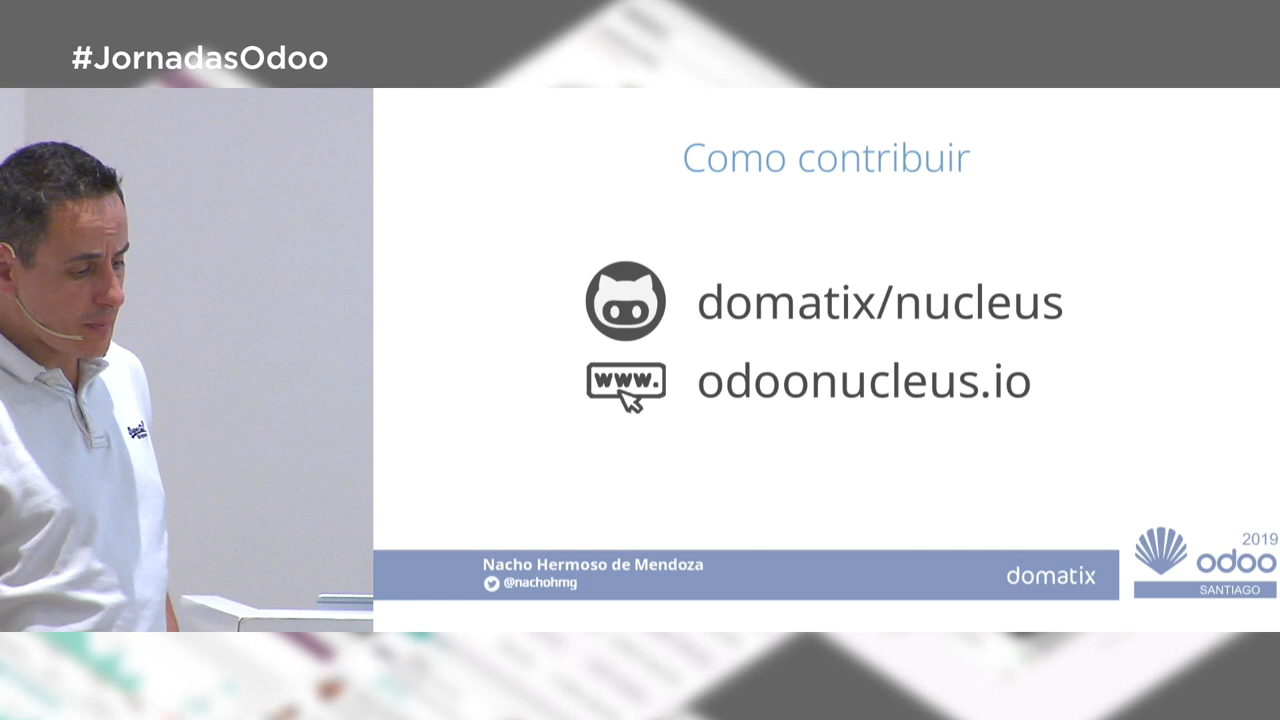 #JornadasOdoo
Como contribuir
domatix/nucleus
www.
odoonucleus.io
Nacho Hermoso de Mendoza
@nachohmg
domatix
2019
odoo
SANTIAGO